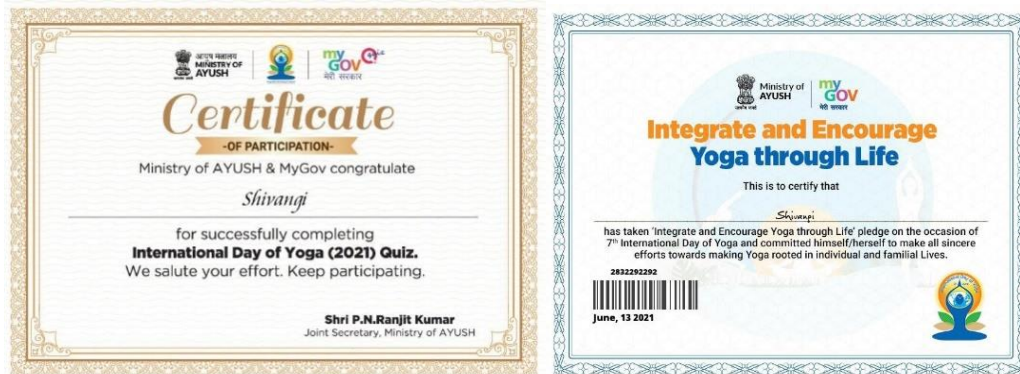 आयुष मंत्रालय
MINISTRY OF
AYUSH
my
GOV
मेरी सरकार
Certificate
-OF PARTICIPATION-
Ministry of AYUSH & MyGov congratulate
Shivangi
for successfully completing
International Day of Yoga (2021) Quiz.
We salute your effort. Keep participating.
Shri P.N.Ranjit Kumar
Joint Secretary, Ministry of AYUSH
Ministry of
AYUSH
my
GOV
मेरी सरकार
Integrate and Encourage
Yoga through Life
This is to certify that
Shivangi
has taken 'Integrate and Encourage Yoga through Life' pledge on the occasion of
7th International Day of Yoga and committed himself/herself to make all sincere
efforts towards making Yoga rooted in individual and familial Lives.
2832292292
June, 13 2021